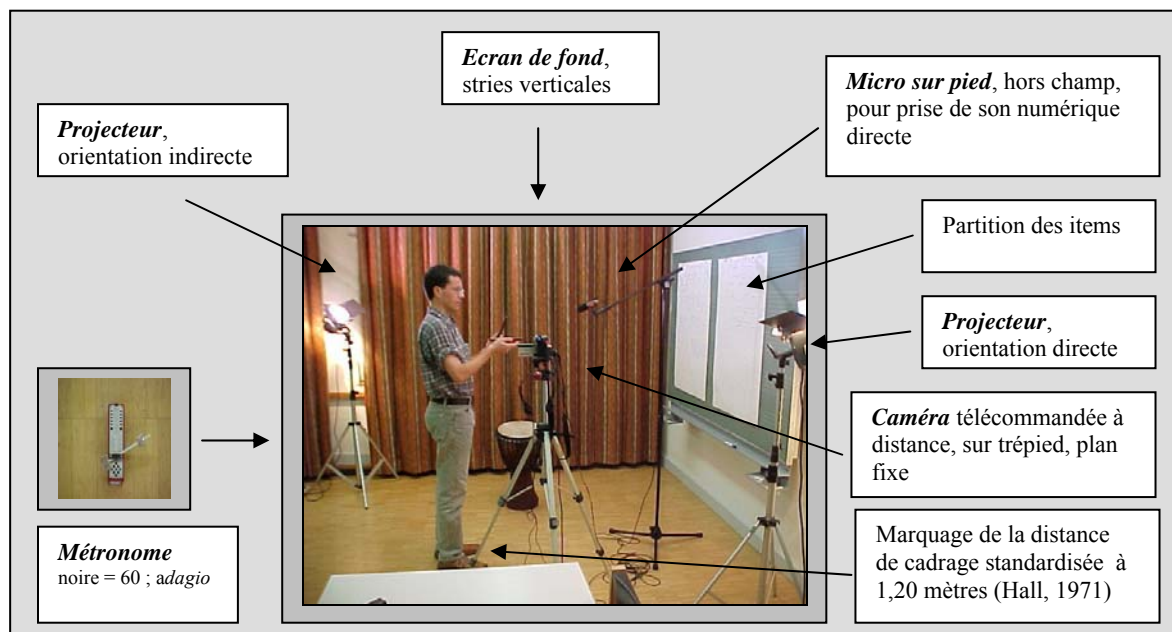 Ecran de fond,
stries verticales
Micro sur pied, hors champ,
pour prise de son numérique
directe
Projecteur,
orientation indirecte
Partition des items
Projecteur,
orientation directe
Caméra télécommandée à
distance, sur trépied, plan
fixe
Métronome
noire = 60 ; adagio
Marquage de la distance
de cadrage standardisée à
1,20 mètres (Hall, 1971)